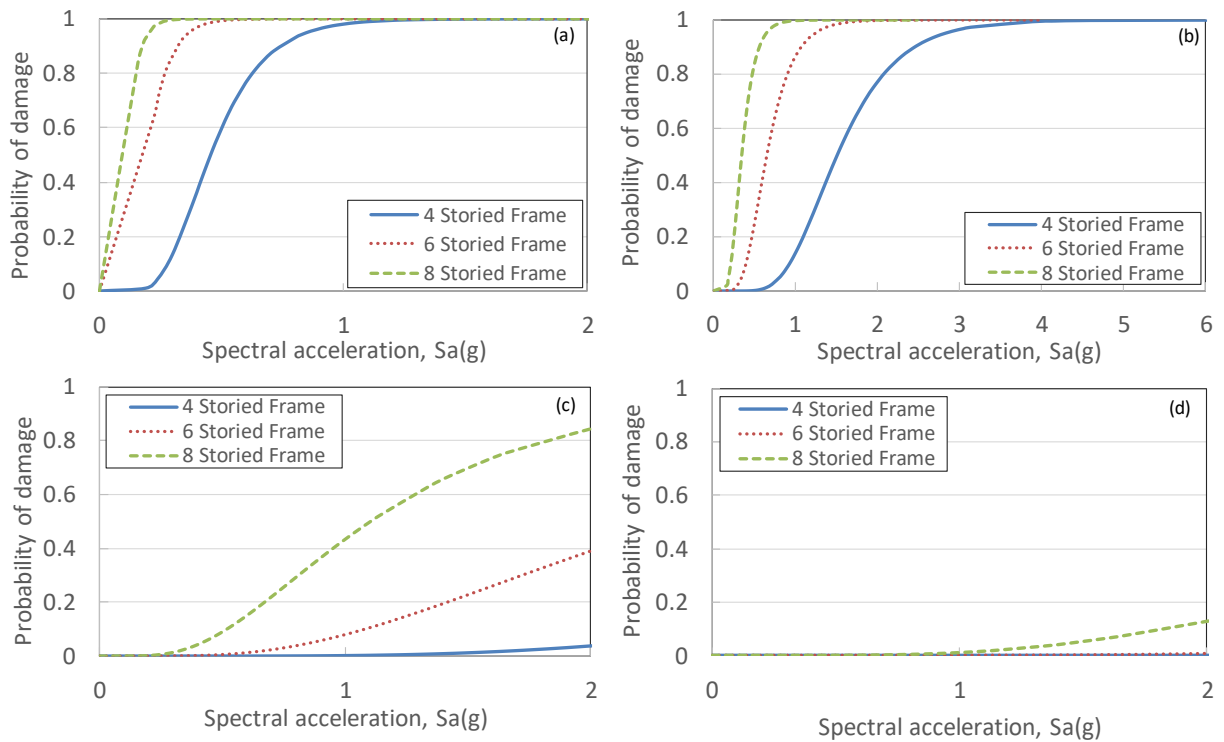 1
0.8
0.6
0.4
0.2
0
Probability of damage
(a)
4 Storied Frame
6 Storied Frame
8 Storied Frame
0 1 2
Spectral acceleration, Sa(g)
1
0.8
0.6
0.4
0.2
0
Probability of damage
(b)
4 Storied Frame
6 Storied Frame
8 Storied Frame
0 1 2 3 4 5 6
Spectral acceleration, Sa(g)
1
0.8
0.6
0.4
0.2
0
Probability of damage
(c)
4 Storied Frame
6 Storied Frame
8 Storied Frame
0 1 2
Spectral acceleration, Sa(g)
1
0.8
0.6
0.4
0.2
0
Probability of damage
(d)
4 Storied Frame
6 Storied Frame
8 Storied Frame
0 1 2
Spectral acceleration, Sa(g)